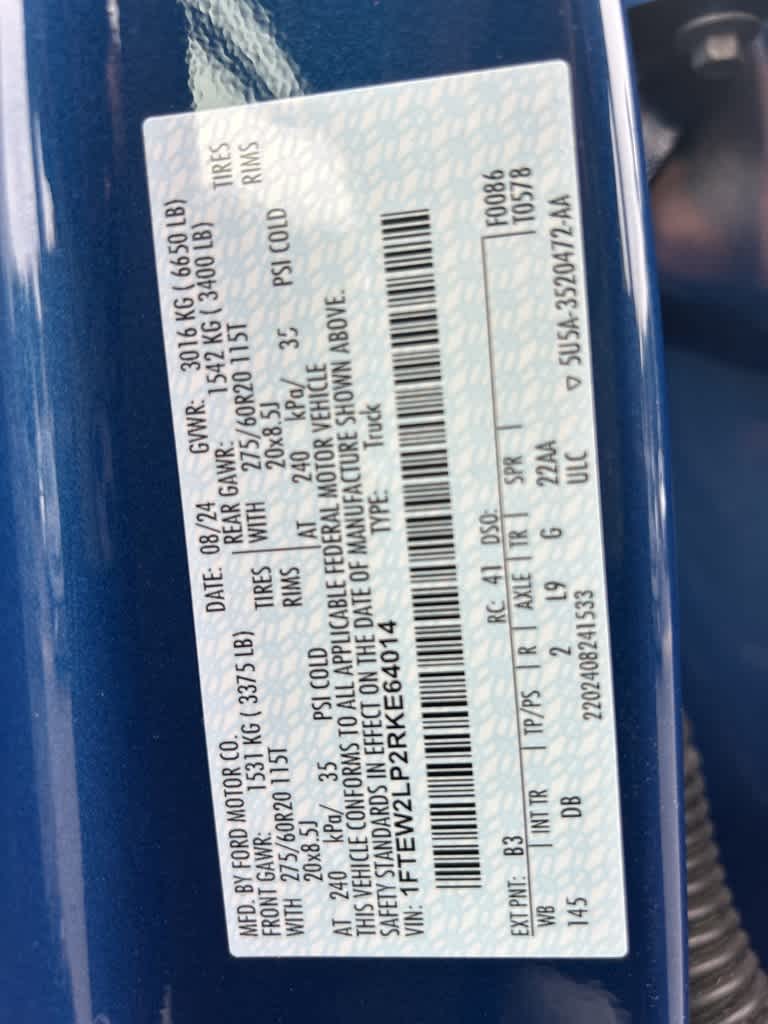 MFD. BY FORD MOTOR CO. DATE: 08/24 GVWR: 3016 KG ( 6650 LB)
FRONT GAWR: 1531 KG ( 3375 LB) REAR GAWR: 1542 KG ( 3400 LB)
WITH 275/60R20 115T TIRES WITH 275/60R20 115T TIRES
20x8.5J RIMS 20x8.5J RIMS
AT 240 kPa/ 35 PSI COLD AT 240 kPa/ 35 PSI COLD
THIS VEHICLE CONFORMS TO ALL APPLICABLE FEDERAL MOTOR VEHICLE
SAFETY STANDARDS IN EFFECT ON THE DATE OF MANUFACTURE SHOWN ABOVE.
VIN: 1FTEW2LP2RKE64014 TYPE: Truck
EXT PNT: B3 RC: 41 DSO: F0086
WB INT TR TP/PS R AXLE TR SPR T0578
145 DB 2 L9 G 22AA
2202408241533 ULC ▽ 5U5A-3520472-AA